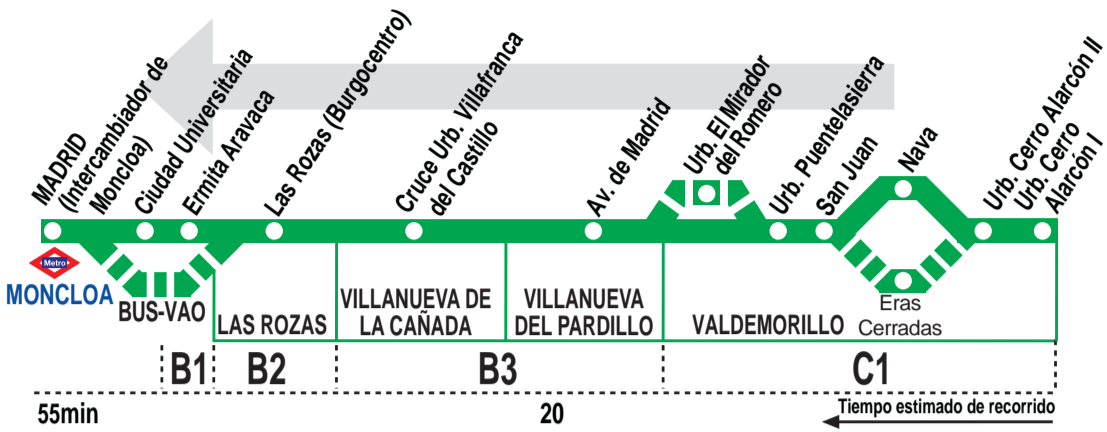 MADRID
(Intercambiador de
Moncloa)
Ciudad Universitaria
Ermita Aravaca
Las Rozas (Burgocentro)
Cruce Urb. Villafranca
del Castillo
Av. de Madrid
Urb. El Mirador
del Romero
Urb. Puentelasierra
San Juan
Nava
Urb. Cerro Alarcón II
Urb. Cerro
Alarcón I
Metro
MONCLOA
BUS-VAO
LAS ROZAS
VILLANUEVA DE
LA CAÑADA
VILLANUEVA
DEL PARDILLO
VALDEMORILLO
Eras
Cerradas
B1
B2
B3
C1
55min
20
Tiempo estimado de recorrido